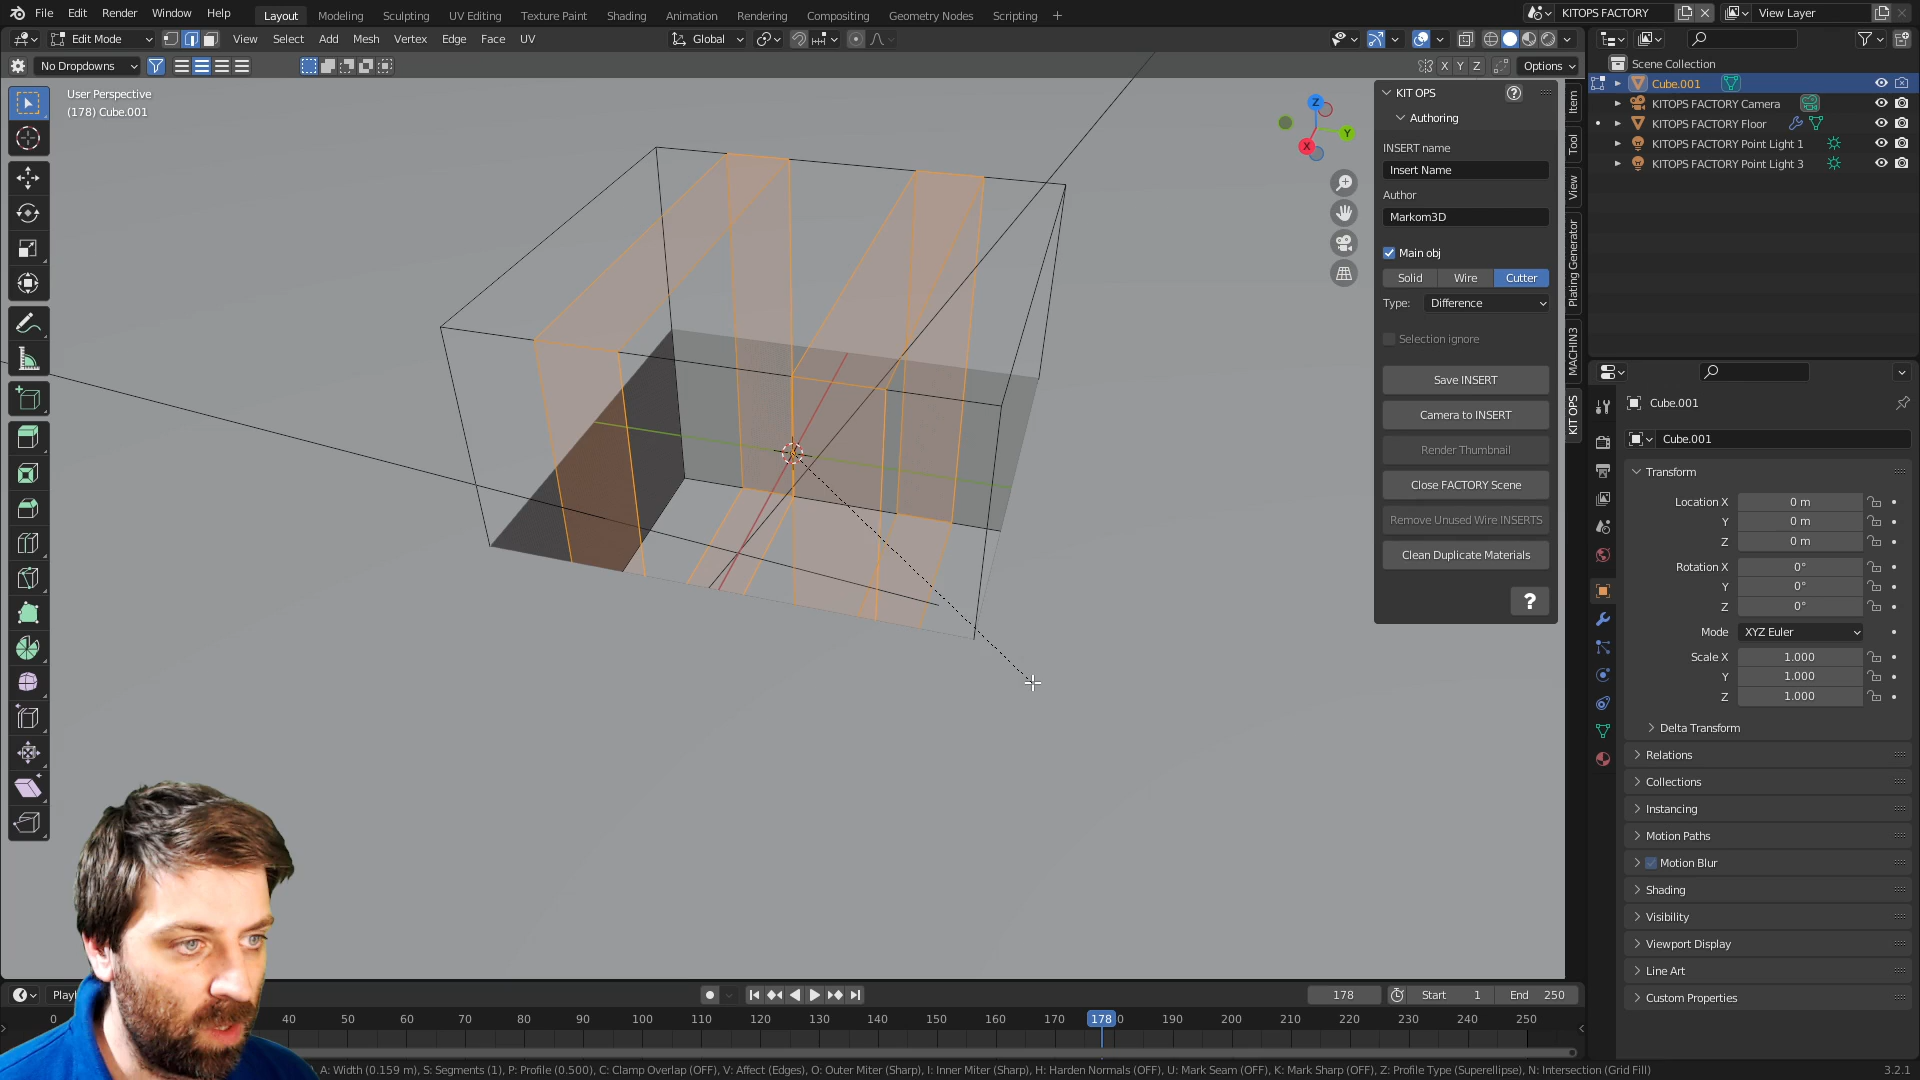 File Edit Render Window Help Layout Modeling Sculpting UV Editing Texture Paint Shading Animation Rendering Compositing Geometry Nodes Scripting KITOPS FACTORY View Layer
Edit Mode View Select Add Mesh Vertex Edge Face UV Global
No Dropdowns X Y Z Options
User Perspective
(178) Cube.001
Z
Y
X
KIT OPS
Authoring
INSERT name
Insert Name
Author
Markom3D
Main obj
Solid Wire Cutter
Type: Difference
Selection ignore
Save INSERT
Camera to INSERT
Render Thumbnail
Close FACTORY Scene
Remove Unused Wire INSERTS
Clean Duplicate Materials
?
Item
Tool
View
Plating Generator
MACHIN3
KIT OPS
Scene Collection
Cube.001
KITOPS FACTORY Camera
KITOPS FACTORY Floor
KITOPS FACTORY Point Light 1
KITOPS FACTORY Point Light 3
Cube.001
Cube.001
Transform
Location X 0 m
Y 0 m
Z 0 m
Rotation X 0°
Y 0°
Z 0°
Mode XYZ Euler
Scale X 1.000
Y 1.000
Z 1.000
Delta Transform
Relations
Collections
Instancing
Motion Paths
Motion Blur
Shading
Visibility
Viewport Display
Line Art
Custom Properties
178 Start 1 End 250
0 40 50 60 70 80 90 100 110 120 130 140 150 160 170 178 190 200 210 220 230 240 250
A: Width (0.159 m), S: Segments (1), P: Profile (0.500), C: Clamp Overlap (OFF), V: Affect (Edges), O: Outer Miter (Sharp), I: Inner Miter (Sharp), H: Harden Normals (OFF), U: Mark Seam (OFF), K: Mark Sharp (OFF), Z: Profile Type (Superellipse), N: Intersection (Grid Fill) 3.2.1